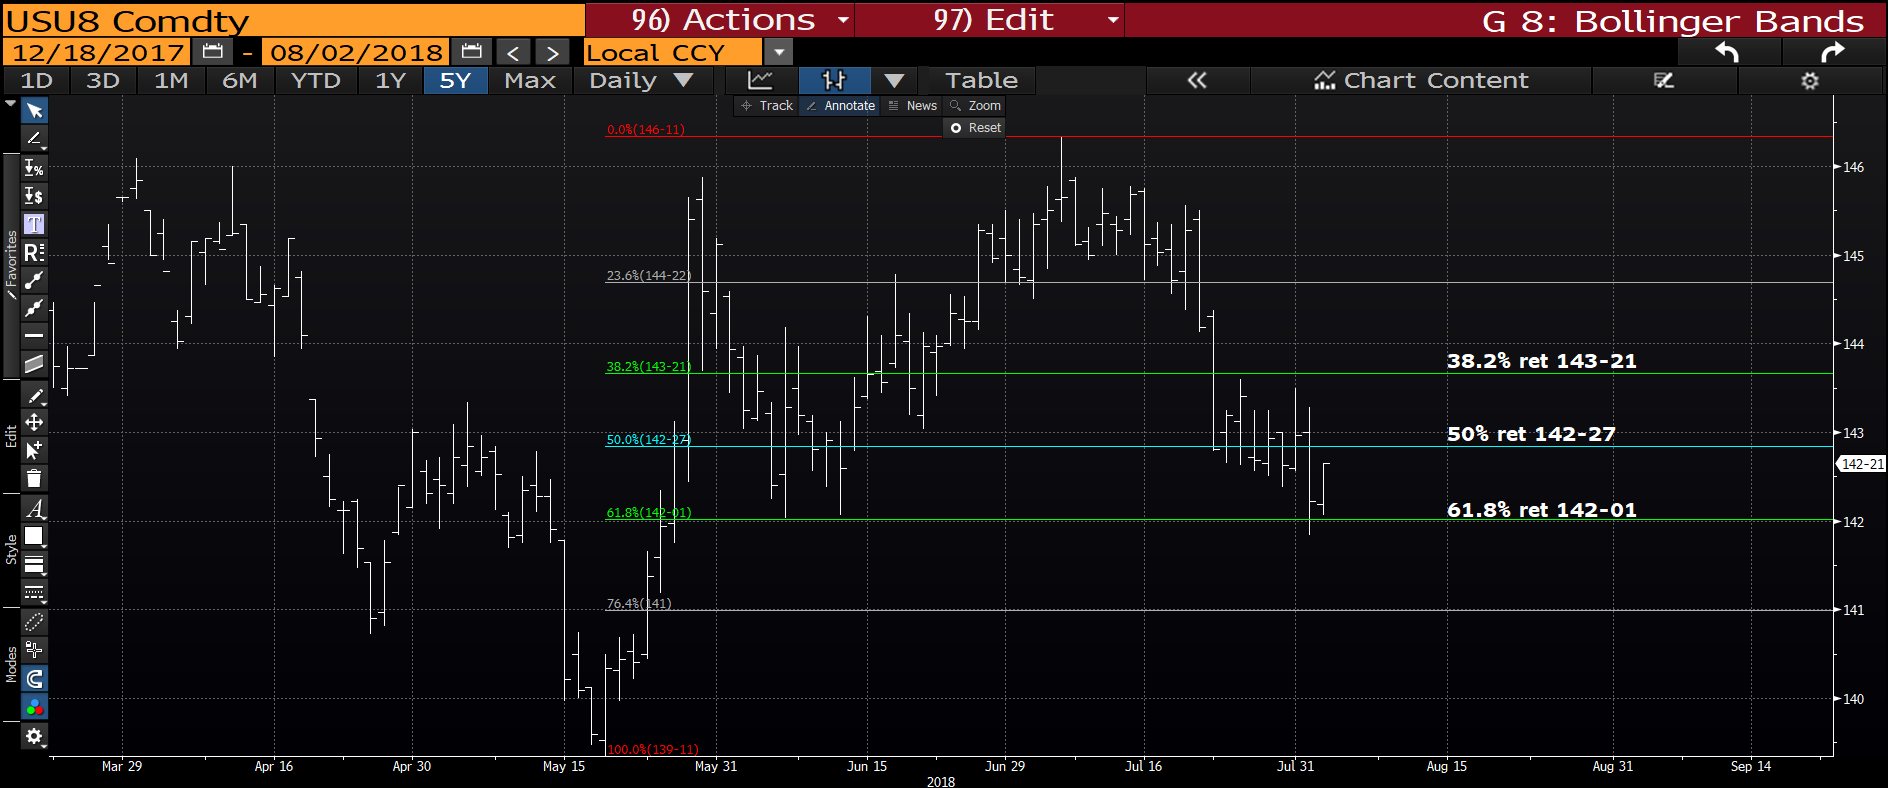 USU8 Comdty 96) Actions 97) Edit G 8: Bollinger Bands
12/18/2017 - 08/02/2018 < > Local CCY
1D 3D 1M 6M YTD 1Y 5Y Max Daily Table « Chart Content
Track Annotate News Zoom
Reset
Favorites
Edit
Style
Modes
%
$
T
R
A
0.0%(146-11)
23.6%(144-22)
38.2%(143-21)
50.0%(142-27)
61.8%(142-01)
76.4%(141)
100.0%(139-11)
38.2% ret 143-21
50% ret 142-27
61.8% ret 142-01
146
145
144
143
142-21
142
141
140
Mar 29 Apr 16 Apr 30 May 15 May 31 Jun 15 Jun 29 Jul 16 Jul 31 Aug 15 Aug 31 Sep 14
2018